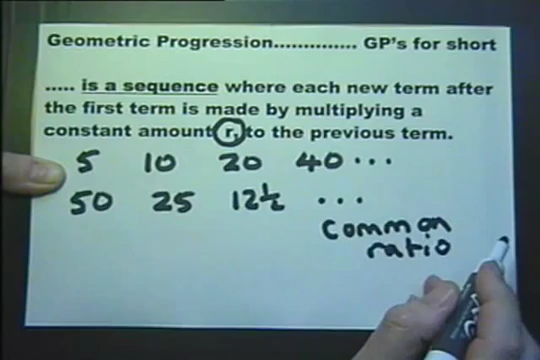 Geometric Progression.............. GP's for short
..... is a sequence where each new term after
the first term is made by multiplying a
constant amount r, to the previous term.
5 10 20 40 ...
50 25 12½ ...
common
ratio